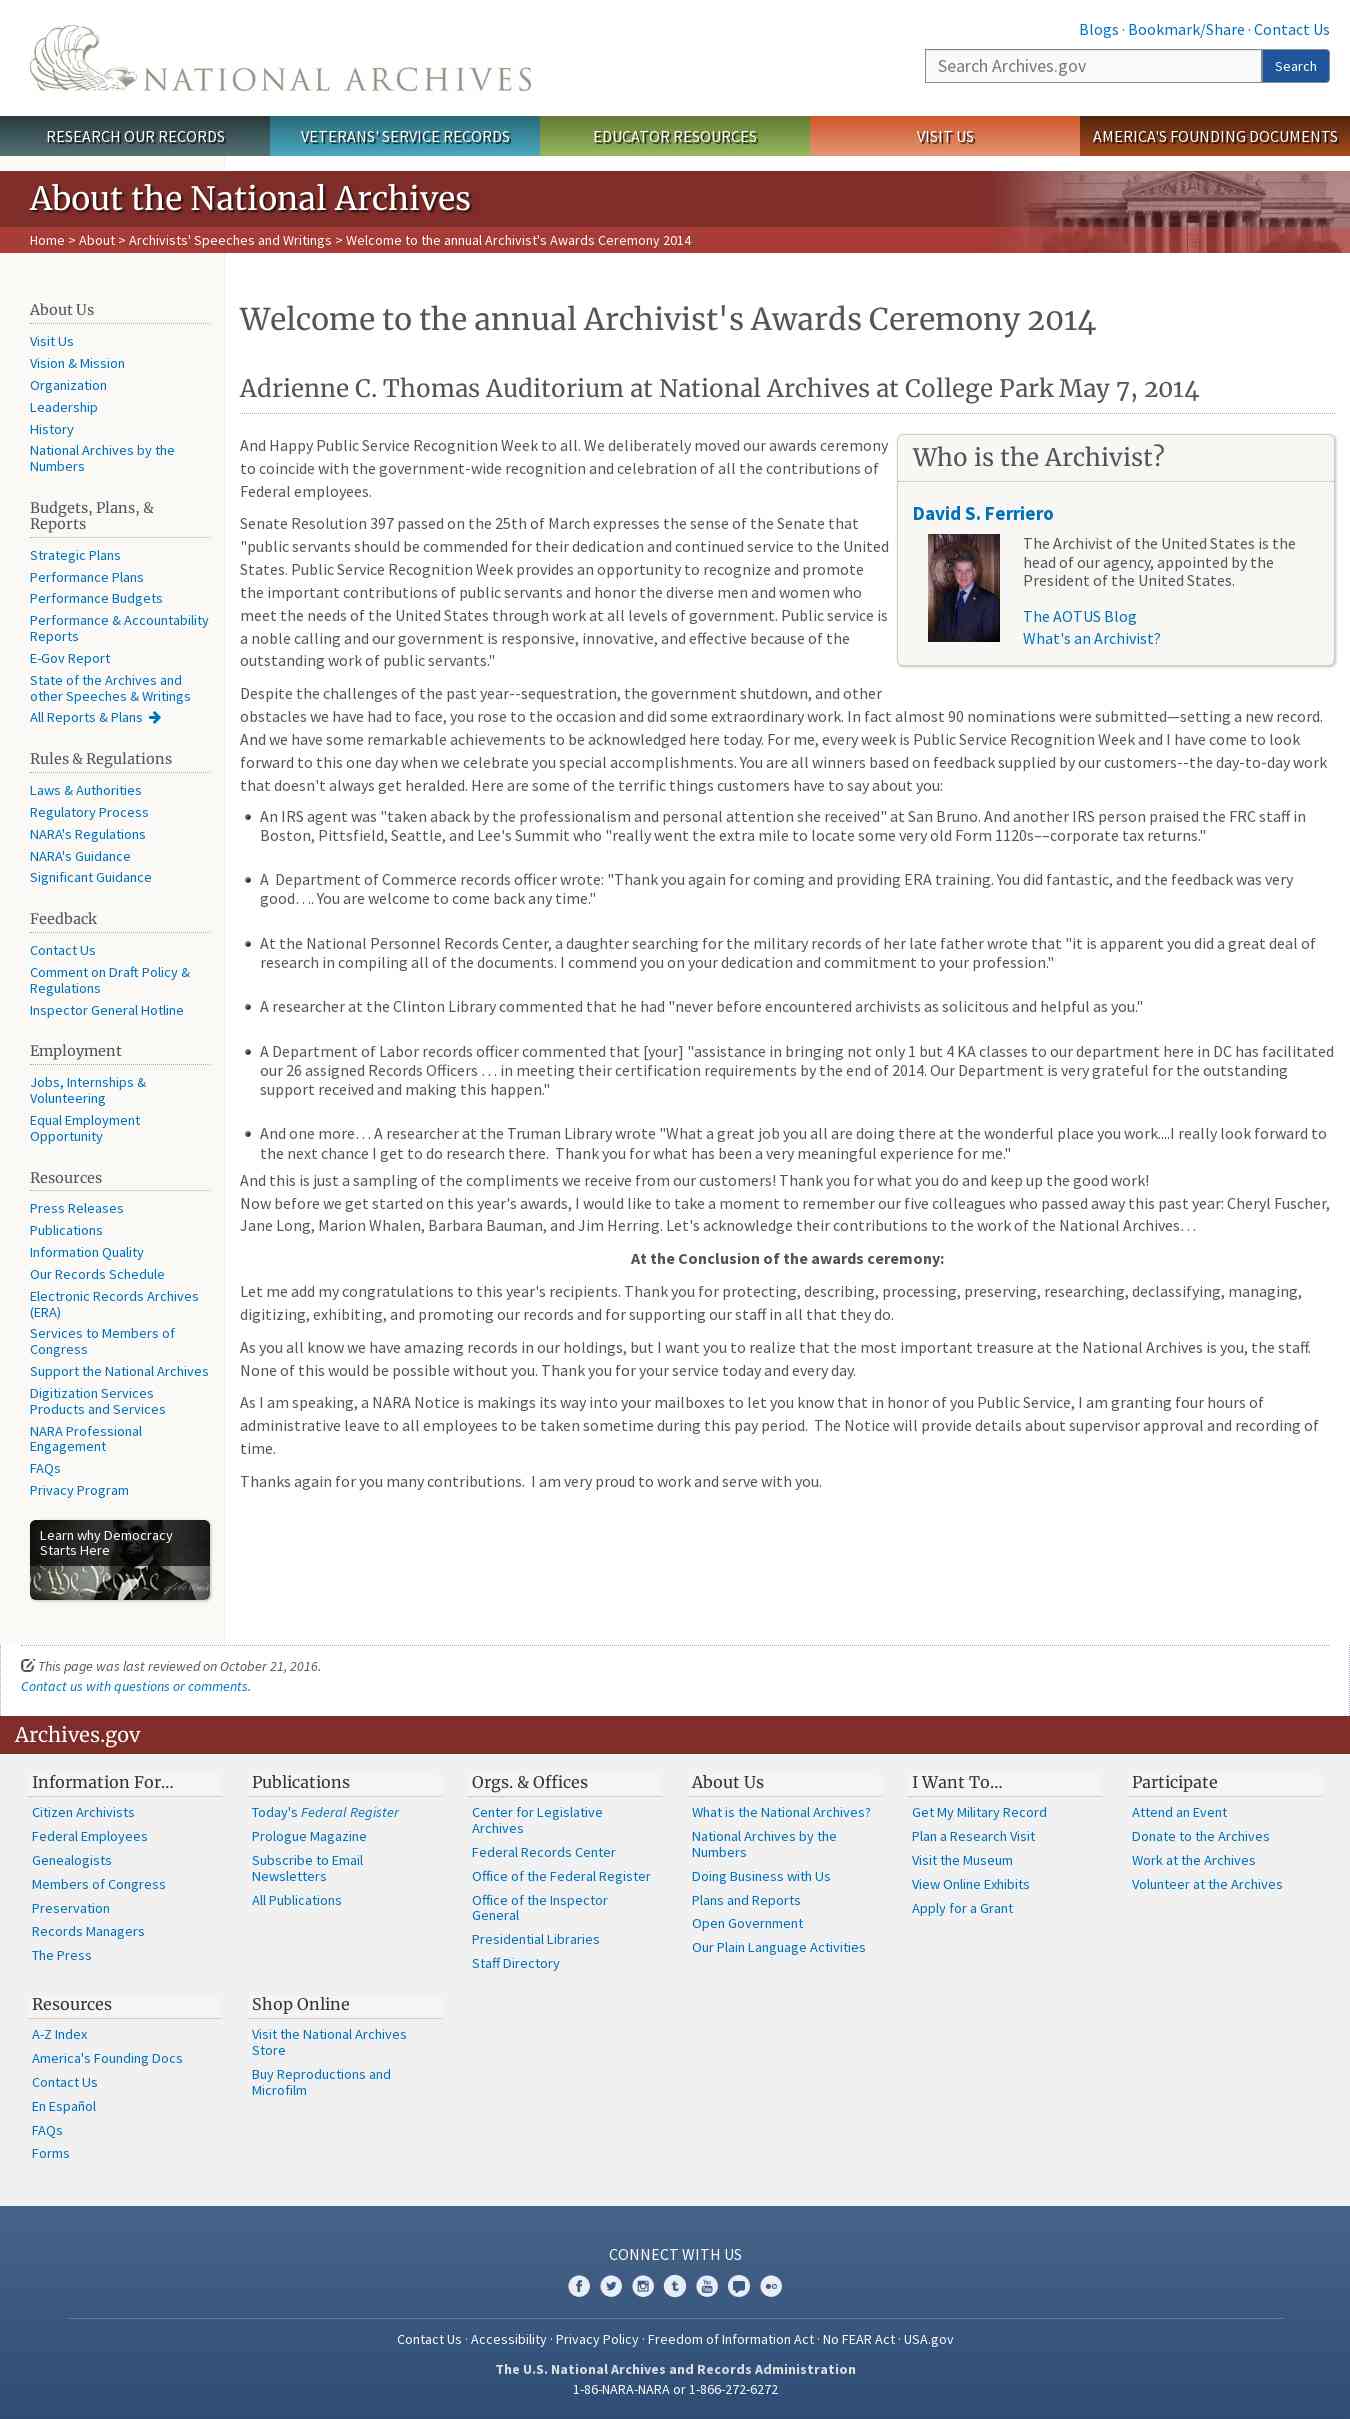 Blogs · Bookmark/Share · Contact Us
NATIONAL ARCHIVES
Search Archives.gov
Search
RESEARCH OUR RECORDS
VETERANS' SERVICE RECORDS
EDUCATOR RESOURCES
VISIT US
AMERICA'S FOUNDING DOCUMENTS
About the National Archives
Home > About > Archivists' Speeches and Writings > Welcome to the annual Archivist's Awards Ceremony 2014
About Us
Visit Us
Vision & Mission
Organization
Leadership
History
National Archives by the
Numbers
Budgets, Plans, &
Reports
Strategic Plans
Performance Plans
Performance Budgets
Performance & Accountability
Reports
E-Gov Report
State of the Archives and
other Speeches & Writings
All Reports & Plans
Rules & Regulations
Laws & Authorities
Regulatory Process
NARA's Regulations
NARA's Guidance
Significant Guidance
Feedback
Contact Us
Comment on Draft Policy &
Regulations
Inspector General Hotline
Employment
Jobs, Internships &
Volunteering
Equal Employment
Opportunity
Resources
Press Releases
Publications
Information Quality
Our Records Schedule
Electronic Records Archives
(ERA)
Services to Members of
Congress
Support the National Archives
Digitization Services
Products and Services
NARA Professional
Engagement
FAQs
Privacy Program
Learn why Democracy
Starts Here
We the People
Welcome to the annual Archivist's Awards Ceremony 2014
Adrienne C. Thomas Auditorium at National Archives at College Park May 7, 2014
And Happy Public Service Recognition Week to all. We deliberately moved our awards ceremony
to coincide with the government-wide recognition and celebration of all the contributions of
Federal employees.
Senate Resolution 397 passed on the 25th of March expresses the sense of the Senate that
"public servants should be commended for their dedication and continued service to the United
States. Public Service Recognition Week provides an opportunity to recognize and promote
the important contributions of public servants and honor the diverse men and women who
meet the needs of the United States through work at all levels of government. Public service is
a noble calling and our government is responsive, innovative, and effective because of the
outstanding work of public servants."
Who is the Archivist?
David S. Ferriero
The Archivist of the United States is the
head of our agency, appointed by the
President of the United States.
The AOTUS Blog
What's an Archivist?
Despite the challenges of the past year--sequestration, the government shutdown, and other
obstacles we have had to face, you rose to the occasion and did some extraordinary work. In fact almost 90 nominations were submitted—setting a new record.
And we have some remarkable achievements to be acknowledged here today. For me, every week is Public Service Recognition Week and I have come to look
forward to this one day when we celebrate you special accomplishments. You are all winners based on feedback supplied by our customers--the day-to-day work
that doesn't always get heralded. Here are some of the terrific things customers have to say about you:
• An IRS agent was "taken aback by the professionalism and personal attention she received" at San Bruno. And another IRS person praised the FRC staff in
Boston, Pittsfield, Seattle, and Lee's Summit who "really went the extra mile to locate some very old Form 1120s––corporate tax returns."
• A  Department of Commerce records officer wrote: "Thank you again for coming and providing ERA training. You did fantastic, and the feedback was very
good…. You are welcome to come back any time."
• At the National Personnel Records Center, a daughter searching for the military records of her late father wrote that "it is apparent you did a great deal of
research in compiling all of the documents. I commend you on your dedication and commitment to your profession."
• A researcher at the Clinton Library commented that he had "never before encountered archivists as solicitous and helpful as you."
• A Department of Labor records officer commented that [your] "assistance in bringing not only 1 but 4 KA classes to our department here in DC has facilitated
our 26 assigned Records Officers … in meeting their certification requirements by the end of 2014. Our Department is very grateful for the outstanding
support received and making this happen."
• And one more… A researcher at the Truman Library wrote "What a great job you all are doing there at the wonderful place you work....I really look forward to
the next chance I get to do research there.  Thank you for what has been a very meaningful experience for me."
And this is just a sampling of the compliments we receive from our customers! Thank you for what you do and keep up the good work!
Now before we get started on this year's awards, I would like to take a moment to remember our five colleagues who passed away this past year: Cheryl Fuscher,
Jane Long, Marion Whalen, Barbara Bauman, and Jim Herring. Let's acknowledge their contributions to the work of the National Archives…
At the Conclusion of the awards ceremony:
Let me add my congratulations to this year's recipients. Thank you for protecting, describing, processing, preserving, researching, declassifying, managing,
digitizing, exhibiting, and promoting our records and for supporting our staff in all that they do.
As you all know we have amazing records in our holdings, but I want you to realize that the most important treasure at the National Archives is you, the staff.
None of this would be possible without you. Thank you for your service today and every day.
As I am speaking, a NARA Notice is makings its way into your mailboxes to let you know that in honor of you Public Service, I am granting four hours of
administrative leave to all employees to be taken sometime during this pay period.  The Notice will provide details about supervisor approval and recording of
time.
Thanks again for you many contributions.  I am very proud to work and serve with you.
This page was last reviewed on October 21, 2016.
Contact us with questions or comments.
Archives.gov
Information For…
Citizen Archivists
Federal Employees
Genealogists
Members of Congress
Preservation
Records Managers
The Press
Publications
Today's Federal Register
Prologue Magazine
Subscribe to Email
Newsletters
All Publications
Orgs. & Offices
Center for Legislative
Archives
Federal Records Center
Office of the Federal Register
Office of the Inspector
General
Presidential Libraries
Staff Directory
About Us
What is the National Archives?
National Archives by the
Numbers
Doing Business with Us
Plans and Reports
Open Government
Our Plain Language Activities
I Want To…
Get My Military Record
Plan a Research Visit
Visit the Museum
View Online Exhibits
Apply for a Grant
Participate
Attend an Event
Donate to the Archives
Work at the Archives
Volunteer at the Archives
Resources
A-Z Index
America's Founding Docs
Contact Us
En Español
FAQs
Forms
Shop Online
Visit the National Archives
Store
Buy Reproductions and
Microfilm
CONNECT WITH US
Contact Us · Accessibility · Privacy Policy · Freedom of Information Act · No FEAR Act · USA.gov
The U.S. National Archives and Records Administration
1-86-NARA-NARA or 1-866-272-6272